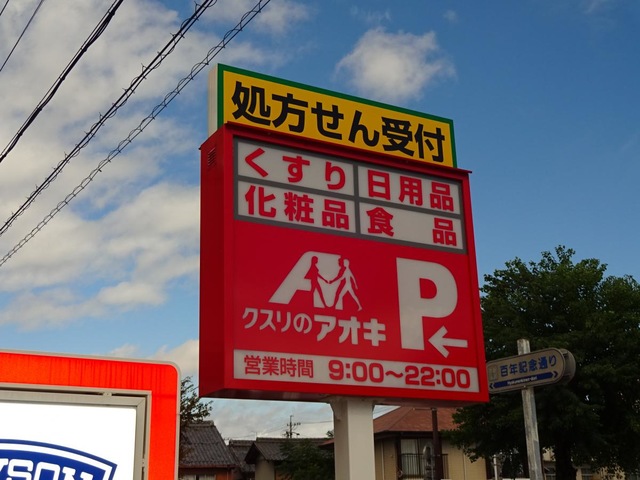 処方せん受付
くすり 日用品
化粧品 食品
P
クスリのアオキ
営業時間 9:00~22:00
百年記念通り